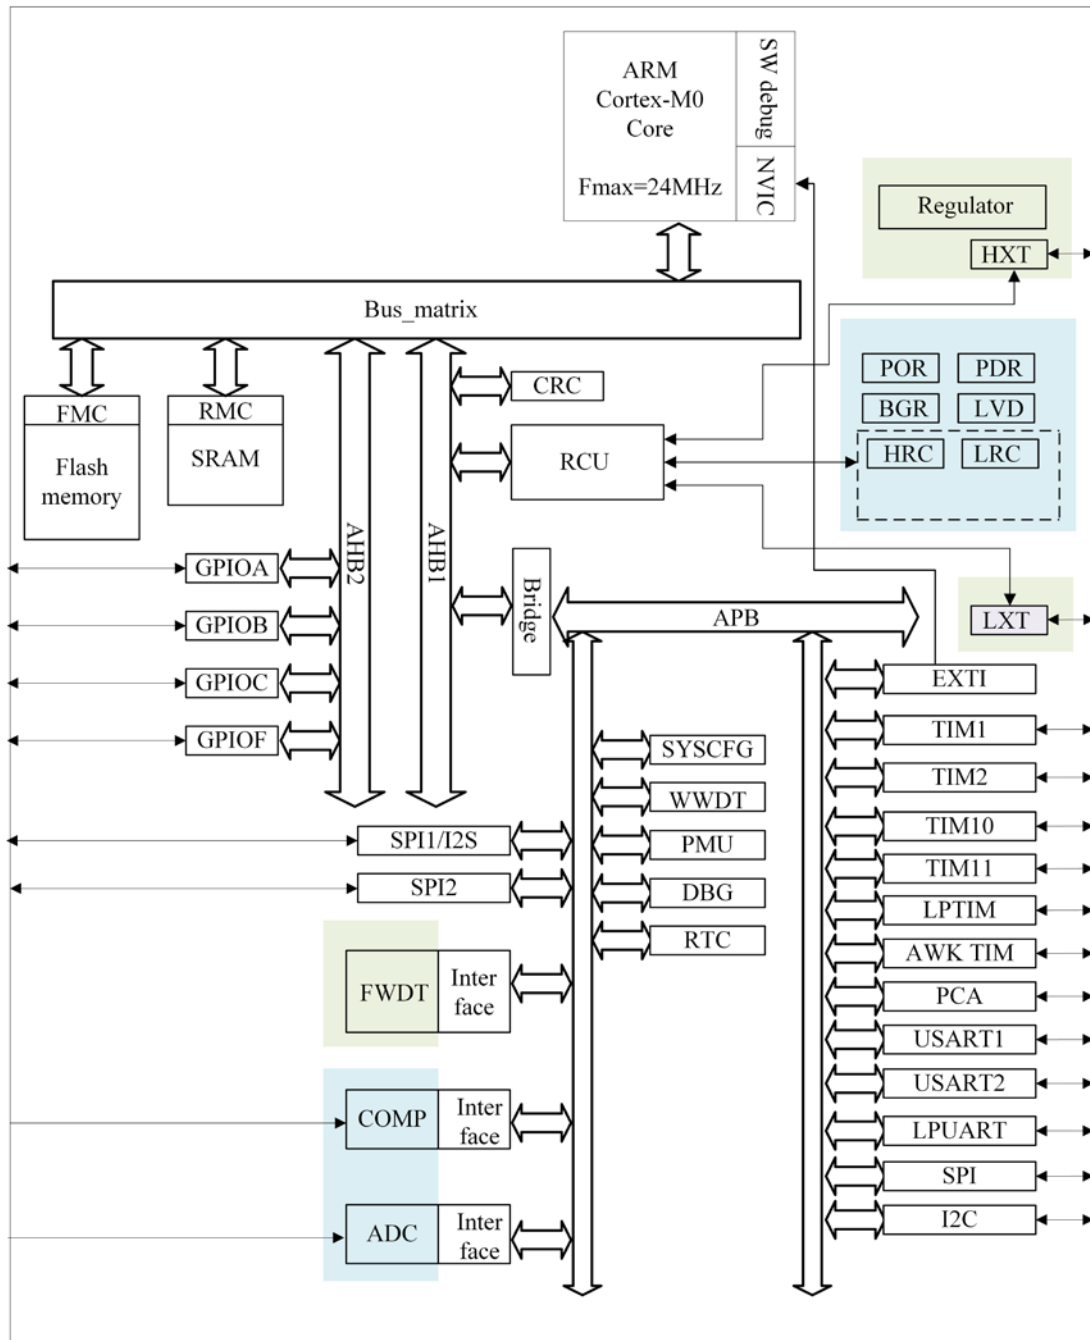 ARM
Cortex-M0
Core
Fmax=24MHz
SW debug
NVIC
Regulator
HXT
Bus_matrix
POR
PDR
BGR
LVD
HRC
LRC
CRC
FMC
Flash
memory
RMC
SRAM
RCU
AHB2
AHB1
GPIOA
GPIOB
GPIOC
GPIOF
Bridge
APB
LXT
EXTI
TIM1
TIM2
TIM10
TIM11
LPTIM
AWK TIM
PCA
USART1
USART2
LPUART
SPI
I2C
SYSCFG
WWDT
PMU
DBG
RTC
SPI1/I2S
SPI2
FWDT
Inter
face
COMP
Inter
face
ADC
Inter
face